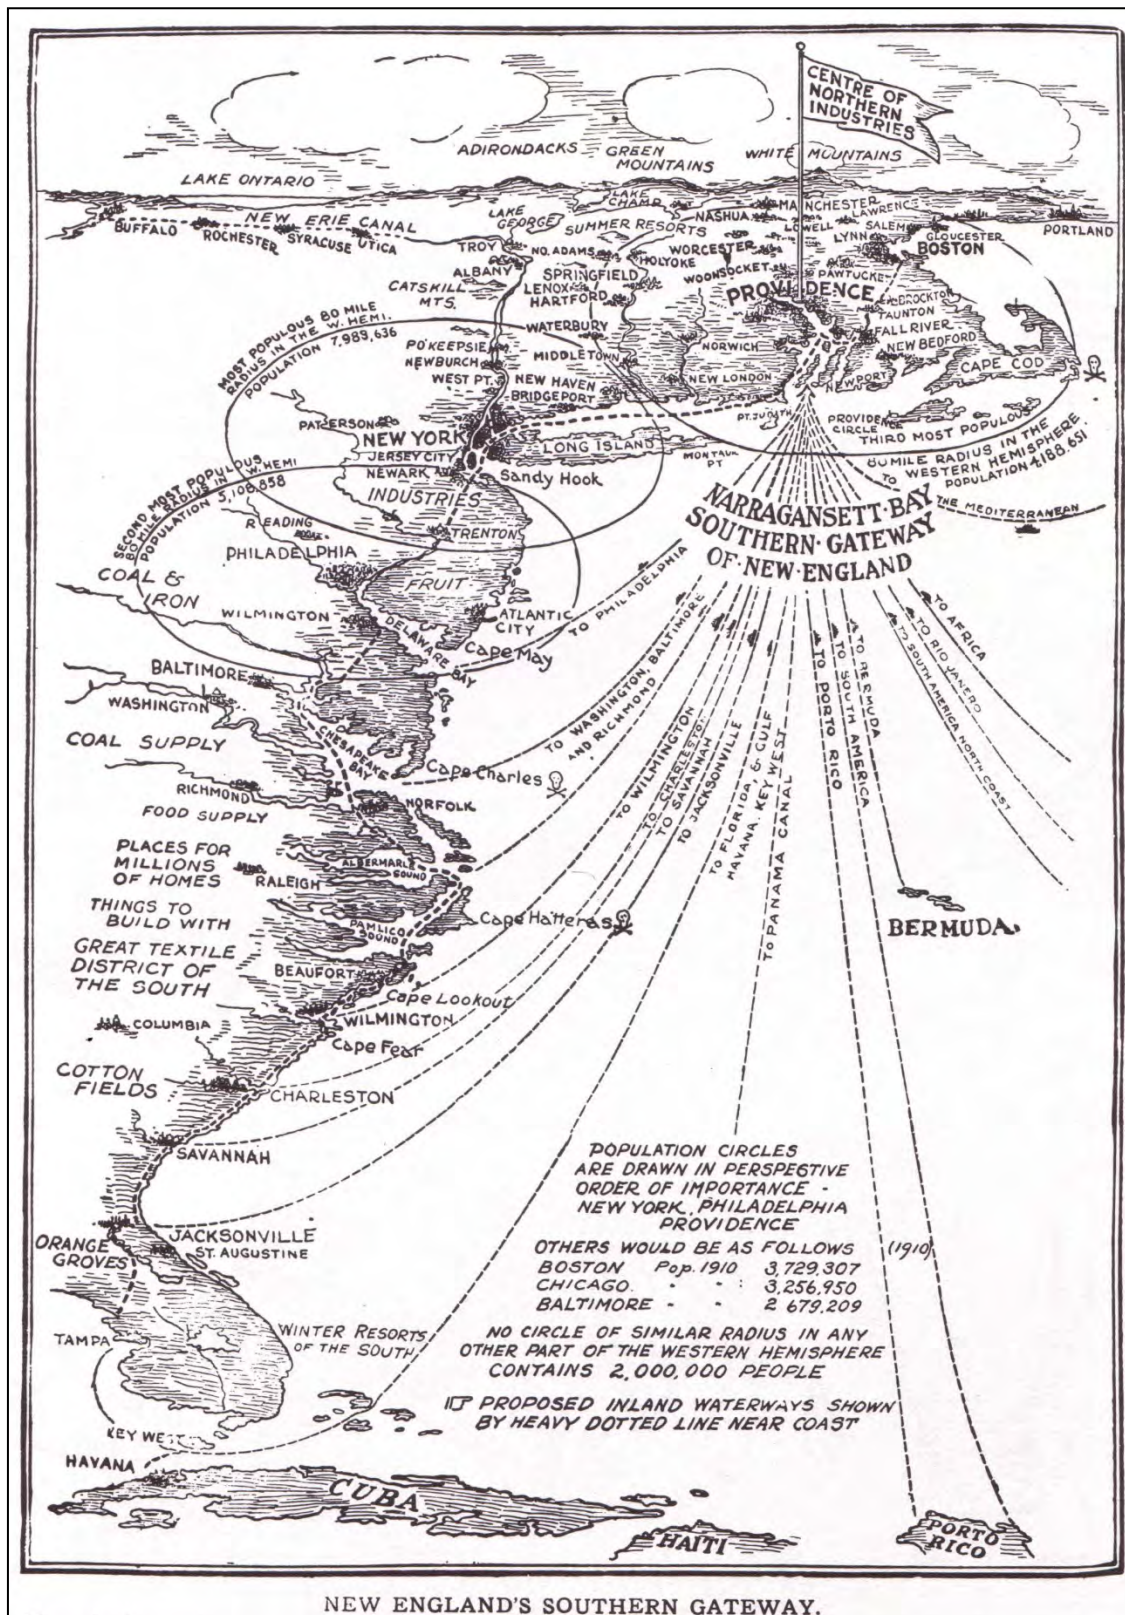 CENTRE OF
NORTHERN
INDUSTRIES
ADIRONDACKS
GREEN
MOUNTAINS
WHITE MOUNTAINS
LAKE ONTARIO
LAKE
CHAMP
LAKE
GEORGE
SUMMER RESORTS
NEW ERIE CANAL
BUFFALO
ROCHESTER
SYRACUSE
UTICA
TROY
ALBANY
CATSKILL
MTS.
NO. ADAMS
HOLYOKE
SPRINGFIELD
LENOX
HARTFORD
WATERBURY
MIDDLETOWN
NASHUA
MANCHESTER
LAWRENCE
LOWELL
SALEM
LYNN
GLOUCESTER
PORTLAND
BOSTON
WORCESTER
WOONSOCKET
PAWTUCKET
PROVIDENCE
BROCKTON
TAUNTON
FALL RIVER
NEW BEDFORD
CAPE COD
NORWICH
NEW LONDON
NEWPORT
PT. JUDITH
PROVIDENCE
CIRCLE
THIRD MOST POPULOUS
80 MILE RADIUS IN THE
WESTERN HEMISPHERE
POPULATION 4,188,651
MOST POPULOUS 80 MILE
RADIUS IN THE W. HEMI.
POPULATION 7,983,636
PO'KEEPSIE
NEWBURGH
WEST PT.
NEW HAVEN
BRIDGEPORT
PATERSON
NEW YORK
JERSEY CITY
NEWARK
LONG ISLAND
MONTAUK
PT
Sandy Hook
INDUSTRIES
SECOND MOST POPULOUS
80 MILE RADIUS IN W. HEMI
POPULATION 5,108,858
READING
TRENTON
PHILADELPHIA
FRUIT
COAL &
IRON
WILMINGTON
DELAWARE
BAY
ATLANTIC
CITY
Cape May
NARRAGANSETT · BAY
SOUTHERN · GATEWAY
OF · NEW · ENGLAND
TO THE MEDITERRANEAN
TO PHILADELPHIA
TO WASHINGTON, BALTIMORE
AND RICHMOND
TO WILMINGTON
TO CHARLESTON
TO SAVANNAH
TO JACKSONVILLE
TO FLORIDA & GULF
HAVANA, KEY WEST
TO PANAMA CANAL
TO PORTO RICO
TO SOUTH AMERICA
TO BERMUDA
TO SOUTH AMERICA NORTH COAST
TO RIO JANERO
TO AFRICA
BALTIMORE
WASHINGTON
COAL SUPPLY
CHESAPEAKE
BAY
Cape Charles
RICHMOND
NORFOLK
FOOD SUPPLY
PLACES FOR
MILLIONS
OF HOMES
ALBERMARLE
SOUND
RALEIGH
THINGS TO
BUILD WITH
PAMLICO
SOUND
Cape Hatteras
BERMUDA
GREAT TEXTILE
DISTRICT OF
THE SOUTH
BEAUFORT
Cape Lookout
WILMINGTON
COLUMBIA
Cape Fear
COTTON
FIELDS
CHARLESTON
SAVANNAH
JACKSONVILLE
ST. AUGUSTINE
ORANGE
GROVES
TAMPA
WINTER RESORTS
OF THE SOUTH
KEY WEST
HAVANA
CUBA
HAITI
PORTO
RICO
POPULATION CIRCLES
ARE DRAWN IN PERSPECTIVE
ORDER OF IMPORTANCE -
NEW YORK, PHILADELPHIA
PROVIDENCE
OTHERS WOULD BE AS FOLLOWS (1910)
BOSTON Pop. 1910 3,729,307
CHICAGO. " " : 3,256,950
BALTIMORE - " 2 679,209
NO CIRCLE OF SIMILAR RADIUS IN ANY
OTHER PART OF THE WESTERN HEMISPHERE
CONTAINS 2,000,000 PEOPLE
PROPOSED INLAND WATERWAYS SHOWN
BY HEAVY DOTTED LINE NEAR COAST
NEW ENGLAND'S SOUTHERN GATEWAY.